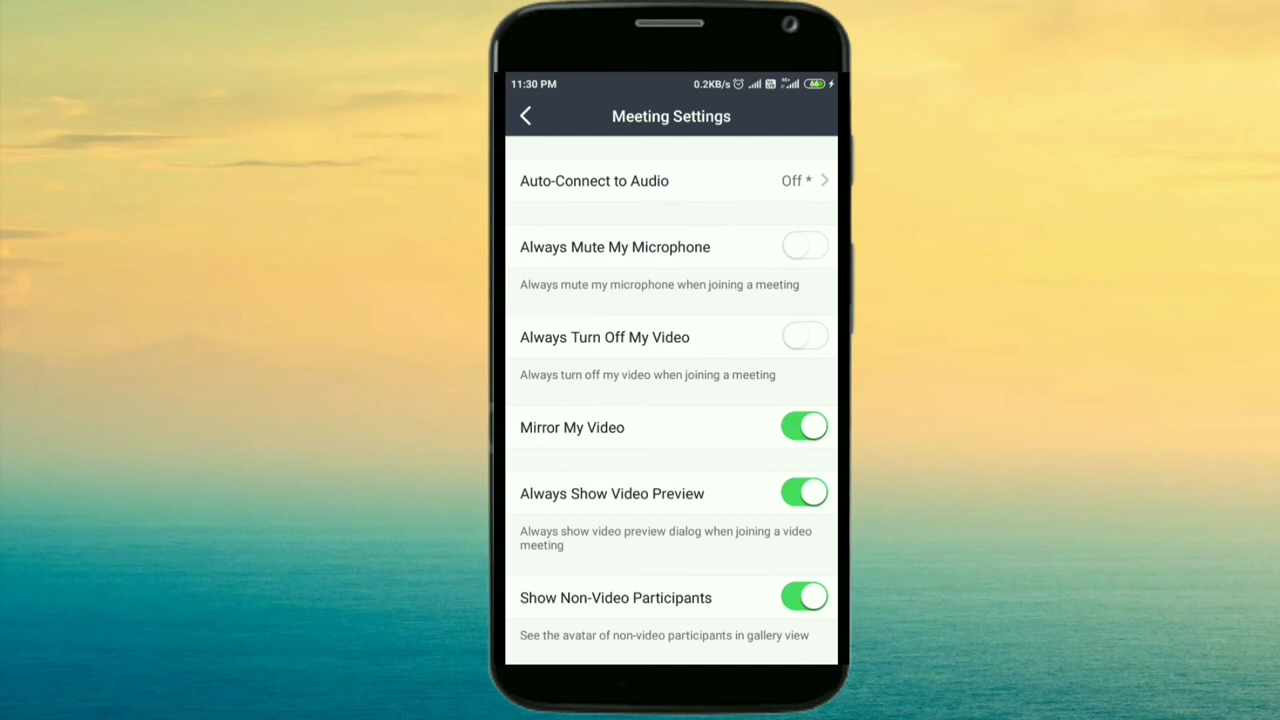 11:30 PM 0.2KB/s 66
Meeting Settings
Auto-Connect to Audio Off *
Always Mute My Microphone
Always mute my microphone when joining a meeting
Always Turn Off My Video
Always turn off my video when joining a meeting
Mirror My Video
Always Show Video Preview
Always show video preview dialog when joining a video
meeting
Show Non-Video Participants
See the avatar of non-video participants in gallery view